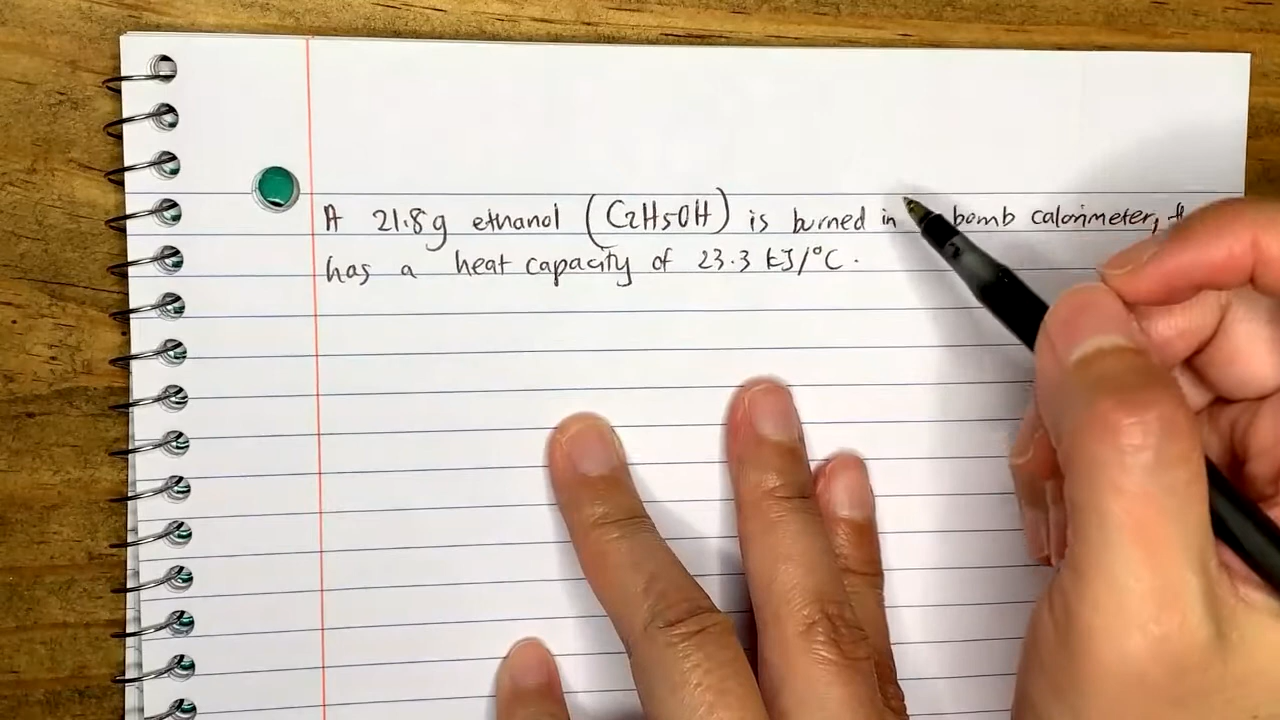 A 21.8g ethanol (C2H5OH) is burned in bomb calorimeter,
has a heat capacity of 23.3 kJ/°C.